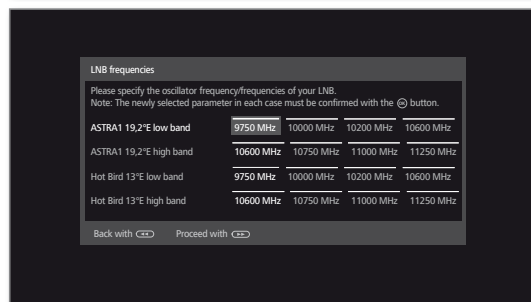 LNB frequencies
Please specify the oscillator frequency/frequencies of your LNB.
Note: The newly selected parameter in each case must be confirmed with the OK button.
ASTRA1 19,2°E low band 9750 MHz 10000 MHz 10200 MHz 10600 MHz
ASTRA1 19,2°E high band 10600 MHz 10750 MHz 11000 MHz 11250 MHz
Hot Bird 13°E low band 9750 MHz 10000 MHz 10200 MHz 10600 MHz
Hot Bird 13°E high band 10600 MHz 10750 MHz 11000 MHz 11250 MHz
Back with Proceed with